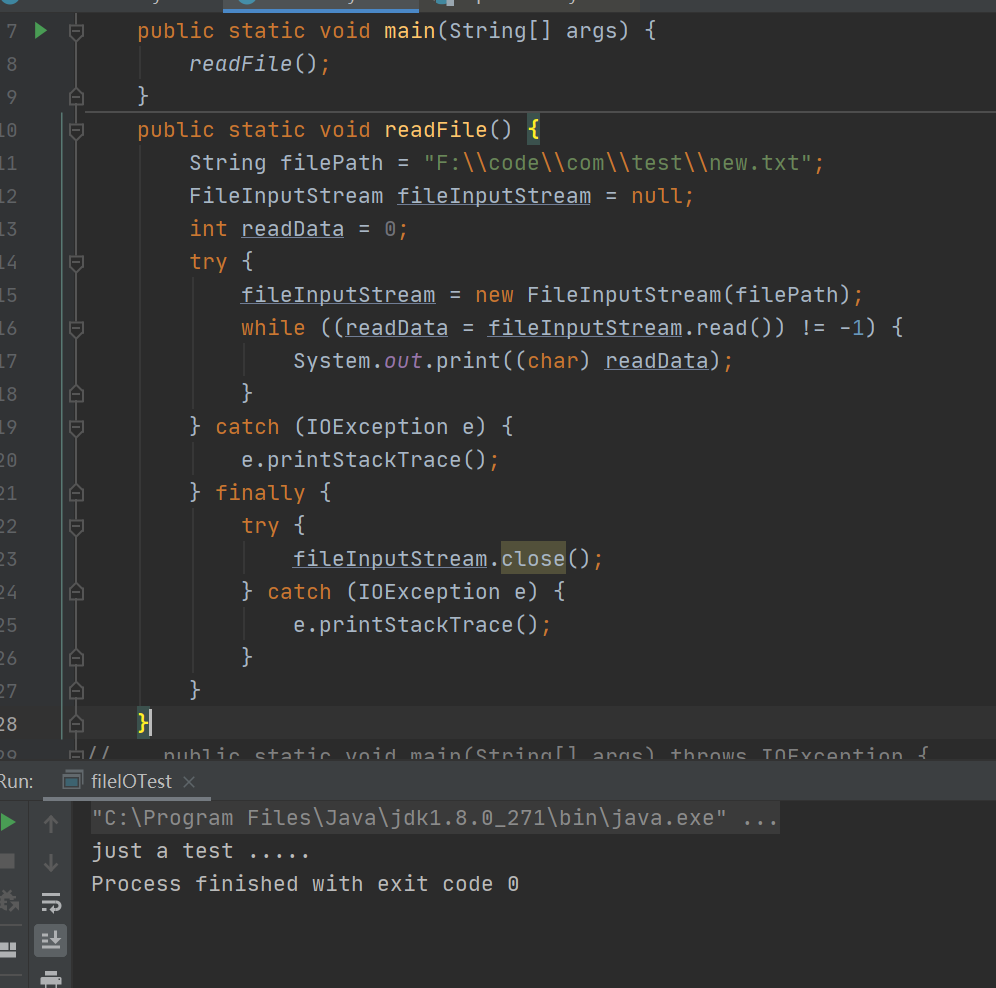 7 public static void main(String[] args) {
8 readFile();
9 }
10 public static void readFile() {
11 String filePath = "F:\\code\\com\\test\\new.txt";
12 FileInputStream fileInputStream = null;
13 int readData = 0;
14 try {
15 fileInputStream = new FileInputStream(filePath);
16 while ((readData = fileInputStream.read()) != -1) {
17 System.out.print((char) readData);
18 }
19 } catch (IOException e) {
20 e.printStackTrace();
21 } finally {
22 try {
23 fileInputStream.close();
24 } catch (IOException e) {
25 e.printStackTrace();
26 }
27 }
28 }
29 // public static void main(String[] args) throws IOException {
Run: fileIOTest
"C:\Program Files\Java\jdk1.8.0_271\bin\java.exe" ...
just a test .....
Process finished with exit code 0